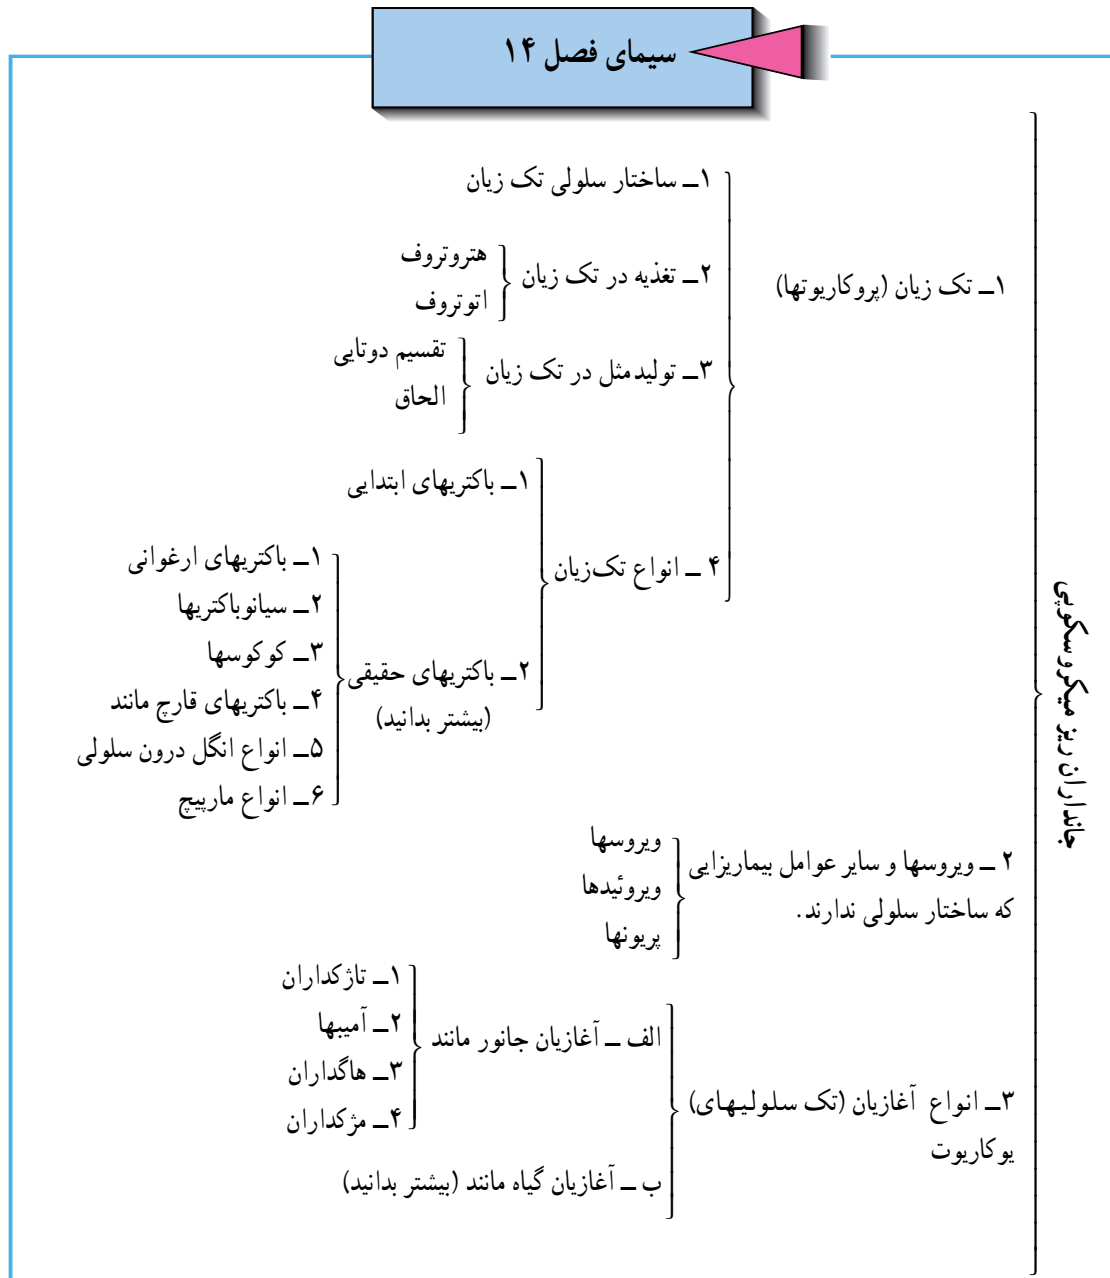 سیمای فصل ۱۴
جانداران ریز میکروسکوپی
۱ــ تک زیان (پروکاریوتها)
۱ــ ساختار سلولی تک زیان
۲ــ تغذیه در تک زیان
هتروتروف
اتوتروف
۳ــ تولیدمثل در تک زیان
تقسیم دوتایی
الحاق
۴ ــ انواع تک‌زیان
۱ــ باکتریهای ابتدایی
۲ــ باکتریهای حقیقی
(بیشتر بدانید)
۱ــ باکتریهای ارغوانی
۲ــ سیانوباکتریها
۳ــ کوکوسها
۴ــ باکتریهای قارچ مانند
۵ــ انواع انگل درون سلولی
۶ــ انواع مارپیچ
۲ ــ ویروسها و سایر عوامل بیماریزایی
که ساختار سلولی ندارند.
ویروسها
ویروئیدها
پریونها
۳ــ انواع آغازیان (تک سلولیهای)
یوکاریوت
الف ــ آغازیان جانور مانند
۱ــ تاژکداران
۲ــ آمیبها
۳ــ هاگداران
۴ــ مژکداران
ب ــ آغازیان گیاه مانند (بیشتر بدانید)